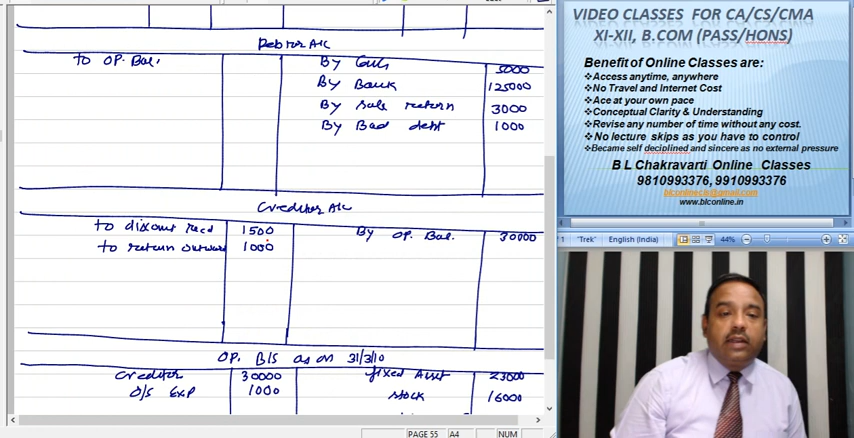 Debtor A/c
To OP. Bal.
By Cash 5000
By Bank 125000
By Sale return 3000
By Bad debt 1000
Creditor A/c
to discount recd 1500 By OP. Bal. 30000
to return outward 1000
OP. B/S as on 31/3/10
Creditor 30000 fixed Asset 23000
O/S EXP 1000 stock 16000
PAGE 55 A4 NUM
VIDEO CLASSES FOR CA/CS/CMA
XI-XII, B.COM (PASS/HONS)
Benefit of Online Classes are:
❖Access anytime, anywhere
❖No Travel and Internet Cost
❖Ace at your own pace
❖Conceptual Clarity & Understanding
❖Revise any number of time without any cost.
❖No lecture skips as you have to control
❖Became self deciplined and sincere as no external pressure
B L Chakravarti Online Classes
9810993376, 9910993376
www.blconline.in
"Trek" English (India) 44%